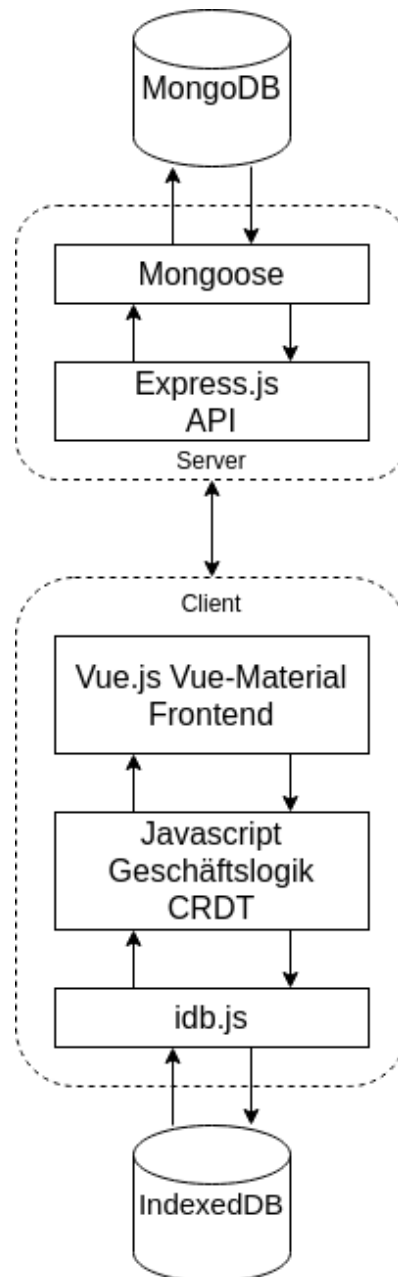 MongoDB
Mongoose
Express.js
API
Server
Client
Vue.js Vue-Material
Frontend
Javascript
Geschäftslogik
CRDT
idb.js
IndexedDB